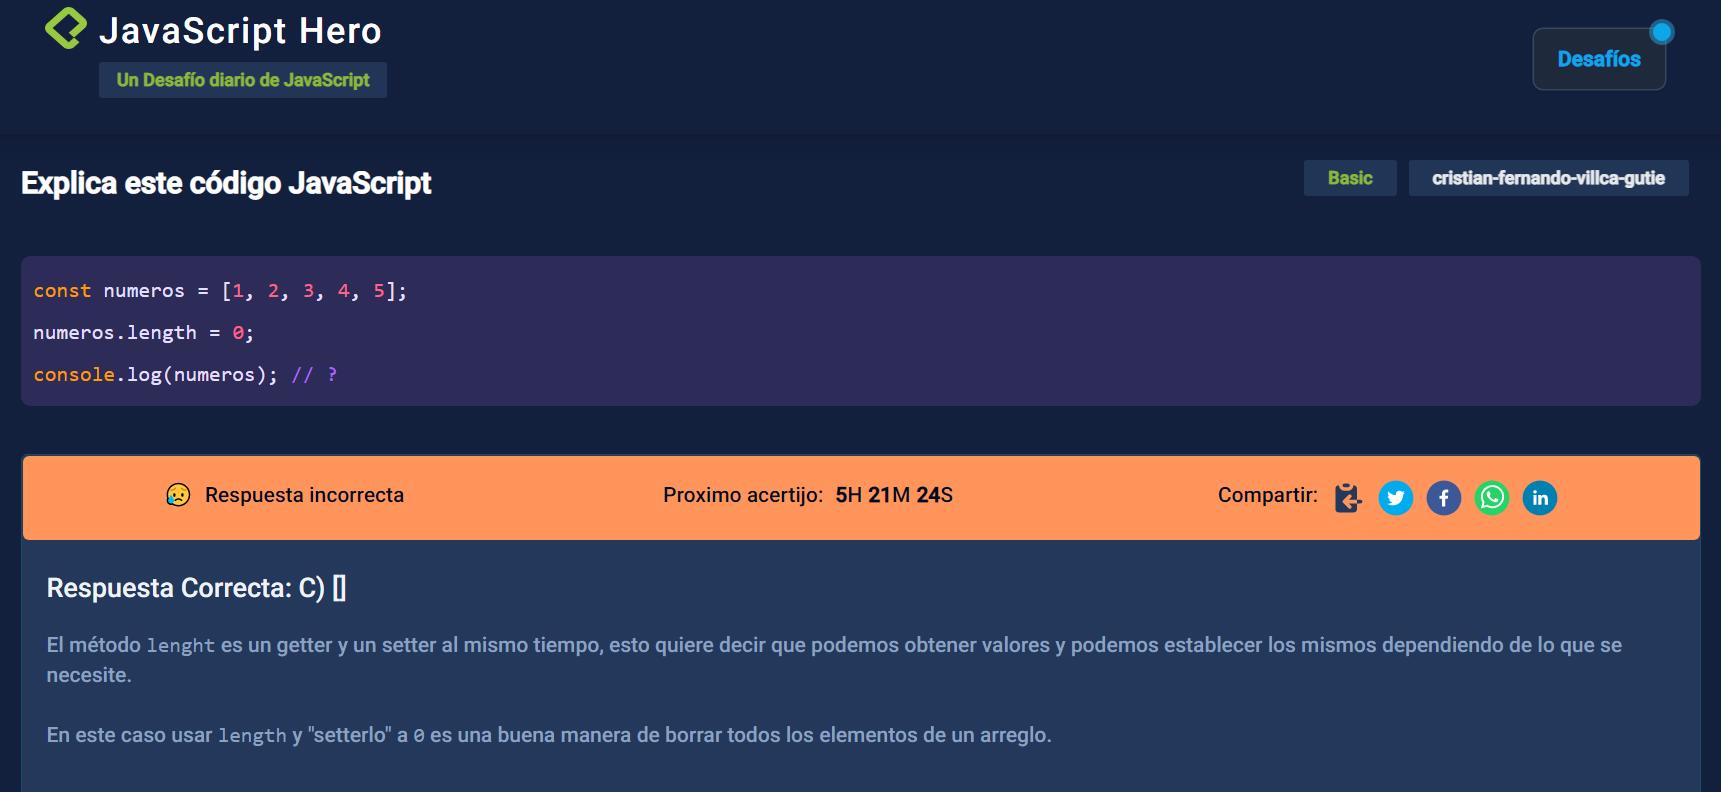 JavaScript Hero
Un Desafío diario de JavaScript
Desafíos
Explica este código JavaScript
Basic
cristian-fernando-villca-gutie
const numeros = [1, 2, 3, 4, 5];
numeros.length = 0;
console.log(numeros); // ?
Respuesta incorrecta
Proximo acertijo: 5H 21M 24S
Compartir:
Respuesta Correcta: C) []
El método lenght es un getter y un setter al mismo tiempo, esto quiere decir que podemos obtener valores y podemos establecer los mismos dependiendo de lo que se
necesite.
En este caso usar length y "setterlo" a 0 es una buena manera de borrar todos los elementos de un arreglo.